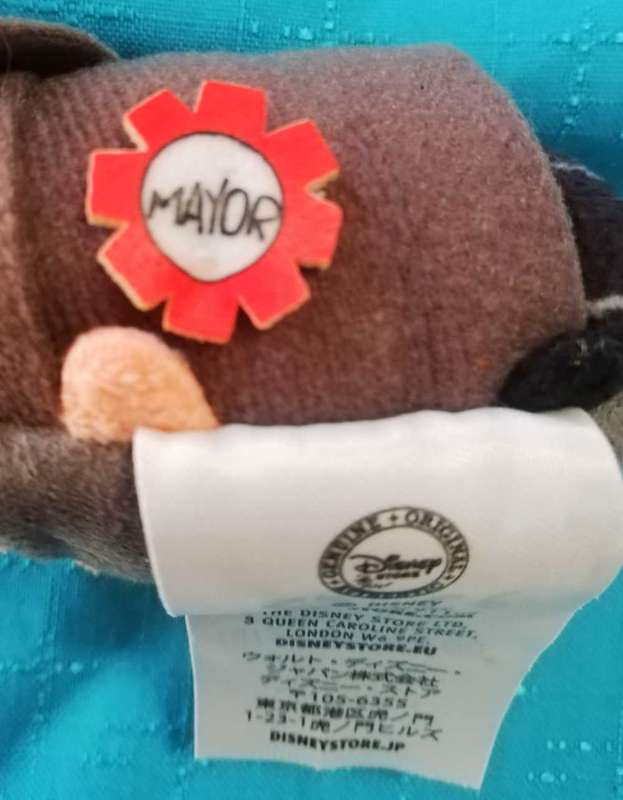 MAYOR
GENUINE • ORIGINAL
Disney
STORE
© DISNEY
THE DISNEY STORE LTD.
3 QUEEN CAROLINE STREET,
LONDON W6 9PE.
DISNEYSTORE.EU
ウォルト・ディズニー・
ジャパン株式会社
ディズニー・ストア
〒105-6355
東京都港区虎ノ門
1-23-1虎ノ門ヒルズ
DISNEYSTORE.JP